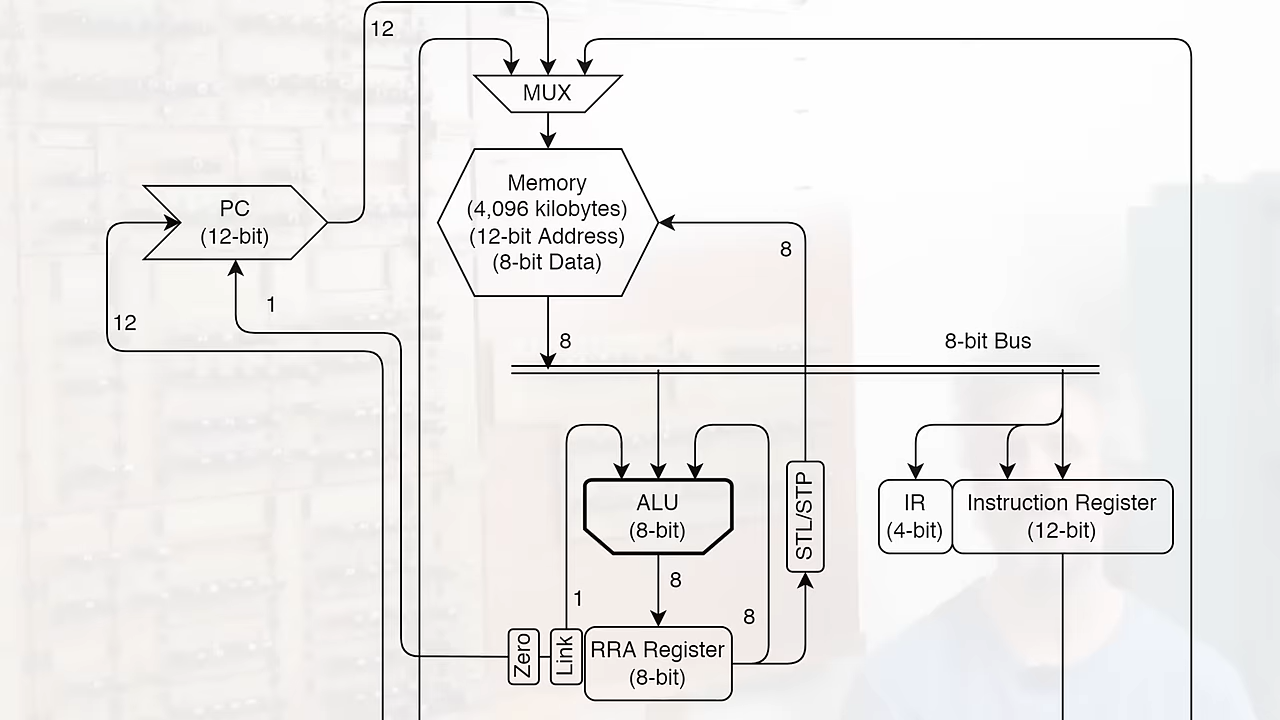 12
MUX
Memory
(4,096 kilobytes)
(12-bit Address)
(8-bit Data)
PC
(12-bit)
8
1
12
8
8-bit Bus
ALU
(8-bit)
STL/STP
IR
(4-bit)
Instruction Register
(12-bit)
8
1
8
Zero
Link
RRA Register
(8-bit)